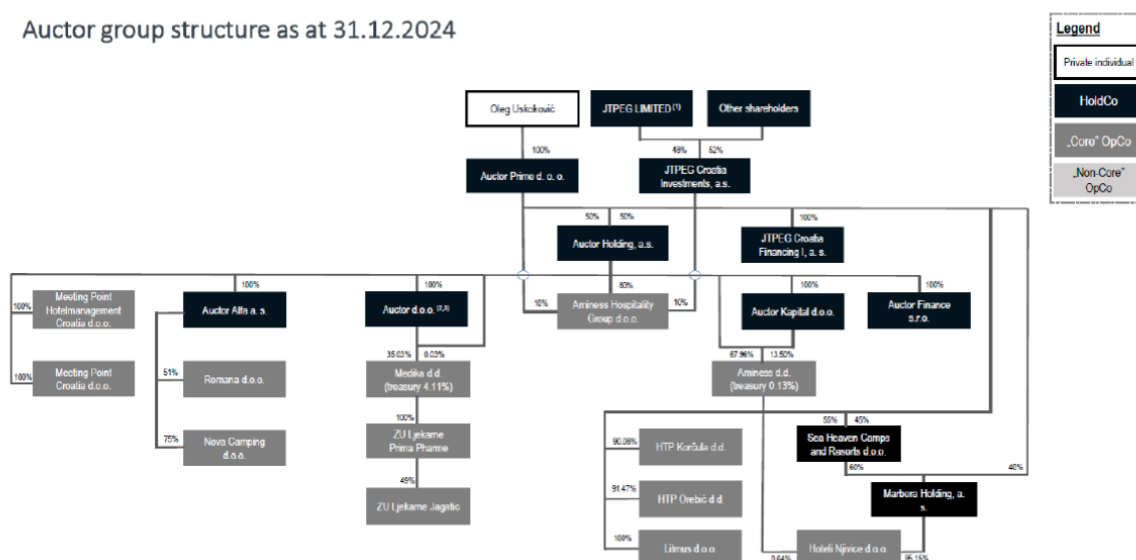 Auctor group structure as at 31.12.2024
Legend
Private individual
HoldCo
„Core" OpCo
„Non-Core"
OpCo
Oleg Uskoković
JTPEG LIMITED (1)
Other shareholders
100%
48%
52%
Auctor Prime d. o. o.
JTPEG Croatia
Investments, a.s.
50%
50%
100%
Auctor Holding, a.s.
JTPEG Croatia
Financing I, a. s.
100%
100%
80%
100%
100%
100%
Meeting Point
Hotelmanagement
Croatia d.o.o.
Auctor Alfa a. s.
Auctor d.o.o. (2,3)
10%
Aminess Hospitality
Group d.o.o.
10%
Auctor Kapital d.o.o.
Auctor Finance
s.r.o.
35.03%
0.03%
67.96%
13.50%
100%
Meeting Point
Croatia d.o.o.
51%
Romana d.o.o.
Medika d.d.
(treasury 4.11%)
Aminess d.d.
(treasury 0.13%)
100%
55%
45%
75%
Nova Camping
d.o.o.
ZU Ljekarne
Prima Pharme
90.08%
HTP Korčula d.d.
Sea Heaven Camps
and Resorts d.o.o.
60%
40%
49%
91.47%
HTP Orebić d.d.
Marbera Holding, a.
s.
ZU Ljekarne Jagatić
100%
Litmus d.o.o.
Hoteli Njivice d.o.o.
95.15%